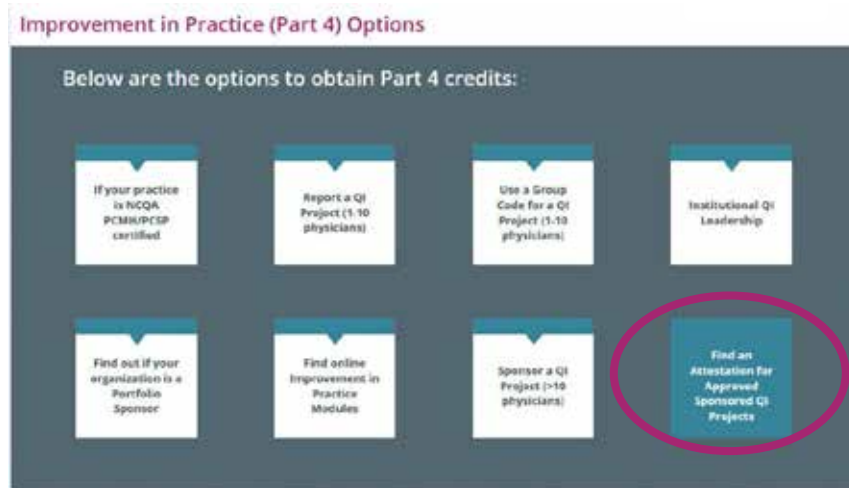 Improvement in Practice (Part 4) Options
Below are the options to obtain Part 4 credits:
If your practice
is NCQA
PCMH/PCSP
certified
Report a QI
Project (1-10
physicians)
Use a Group
Code for a QI
Project (1-10
physicians)
Institutional QI
Leadership
Find out if your
organization is a
Portfolio
Sponsor
Find online
Improvement in
Practice
Modules
Sponsor a QI
Project (>10
physicians)
Find an
Attestation for
Approved
Sponsored QI
Projects